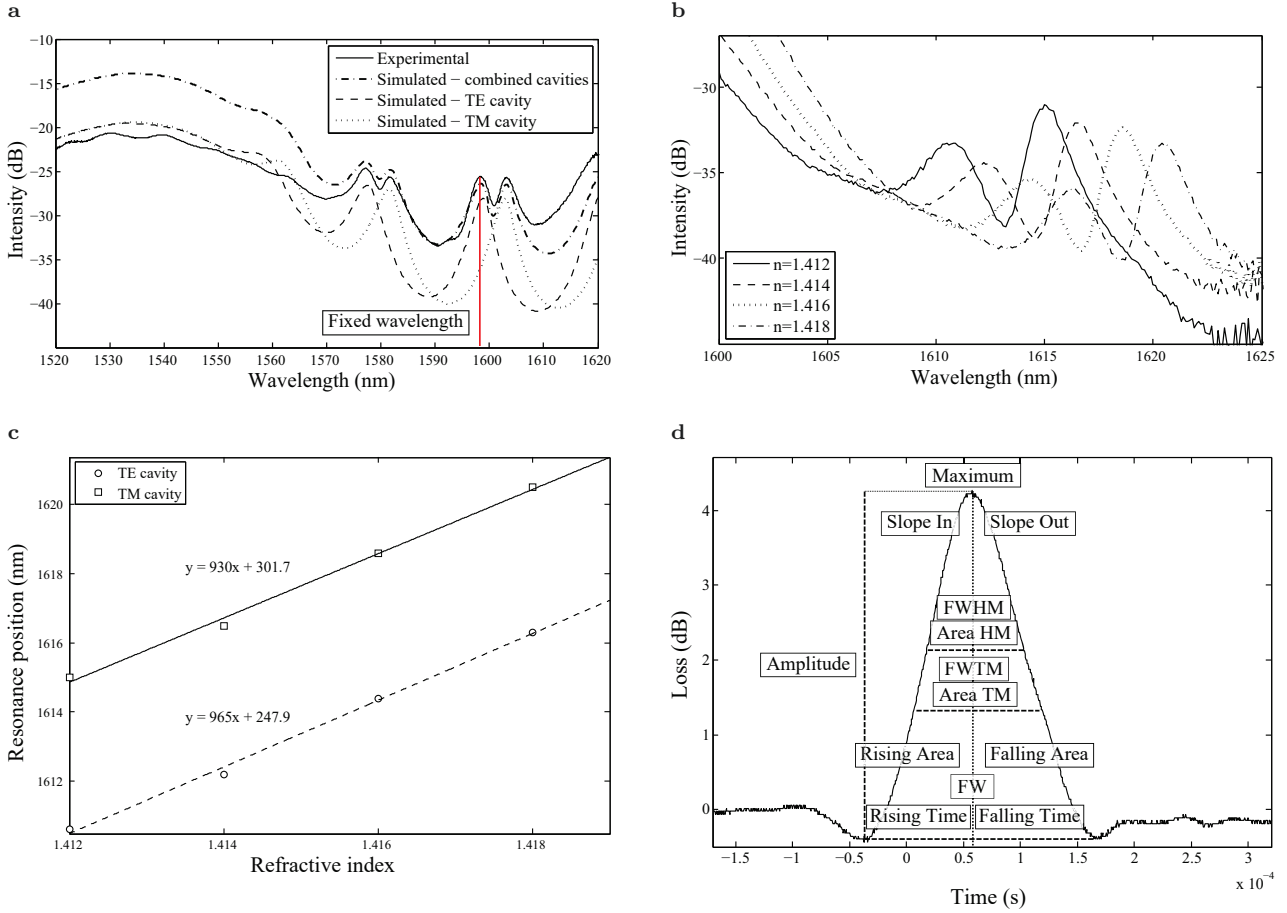 a
−10
−15
−20
−25
−30
−35
−40
Intensity (dB)
Experimental
Simulated − combined cavities
Simulated − TE cavity
Simulated − TM cavity
Fixed wavelength
1520 1530 1540 1550 1560 1570 1580 1590 1600 1610 1620
Wavelength (nm)
b
−30
−35
−40
Intensity (dB)
n=1.412
n=1.414
n=1.416
n=1.418
1600 1605 1610 1615 1620 1625
Wavelength (nm)
c
TE cavity
TM cavity
1620
1618
1616
1614
1612
Resonance position (nm)
y = 930x + 301.7
y = 965x + 247.9
1.412 1.414 1.416 1.418
Refractive index
d
Maximum
Slope In Slope Out
FWHM
Area HM
Amplitude
FWTM
Area TM
Rising Area Falling Area
FW
Rising Time Falling Time
4
3
2
1
0
Loss (dB)
−1.5 −1 −0.5 0 0.5 1 1.5 2 2.5 3
x 10⁻⁴
Time (s)